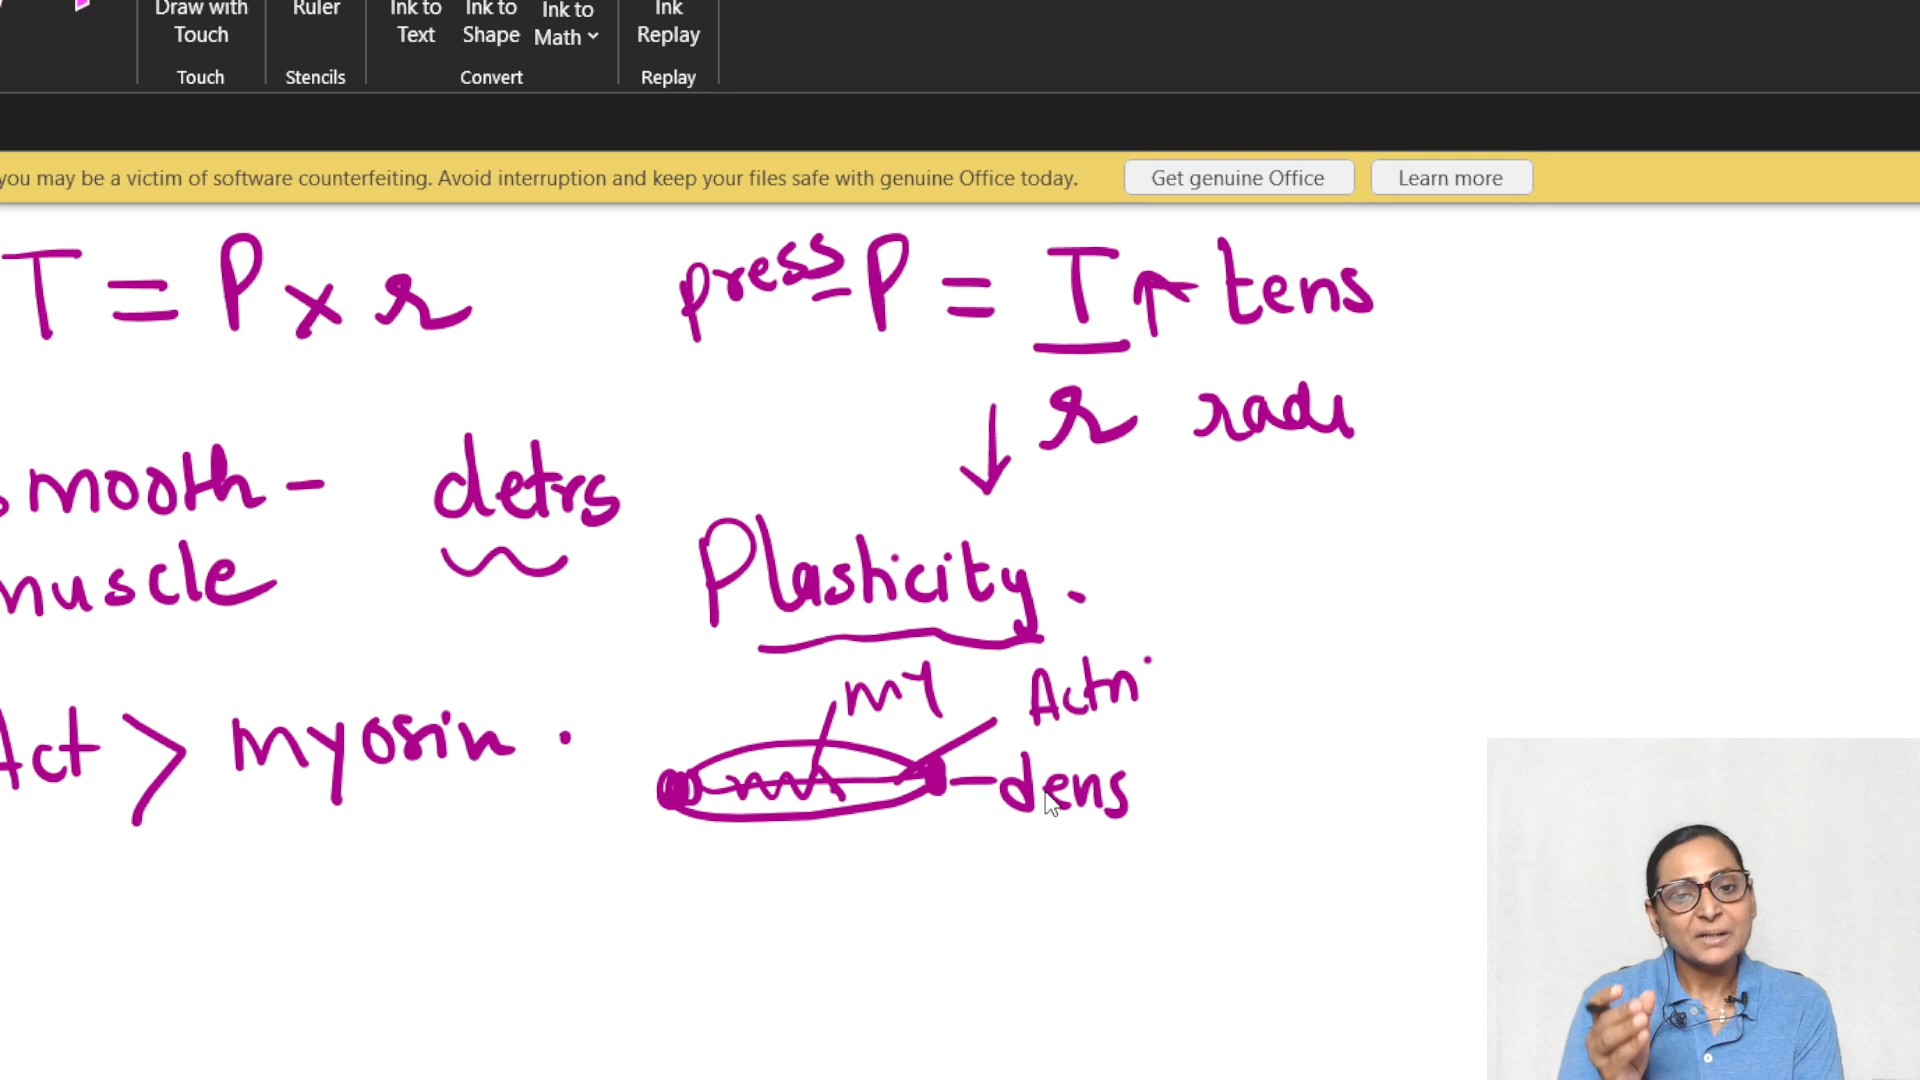 Draw with Touch
Ruler
Ink to Text
Ink to Shape
Ink to Math
Ink Replay
Touch
Stencils
Convert
Replay
you may be a victim of software counterfeiting. Avoid interruption and keep your files safe with genuine Office today.
Get genuine Office
Learn more
T = P x r
press P = T ↑ tens
↓ r radi
smooth - detrs
muscle
Plasticity.
Act > myosin.
my
Actn
dens